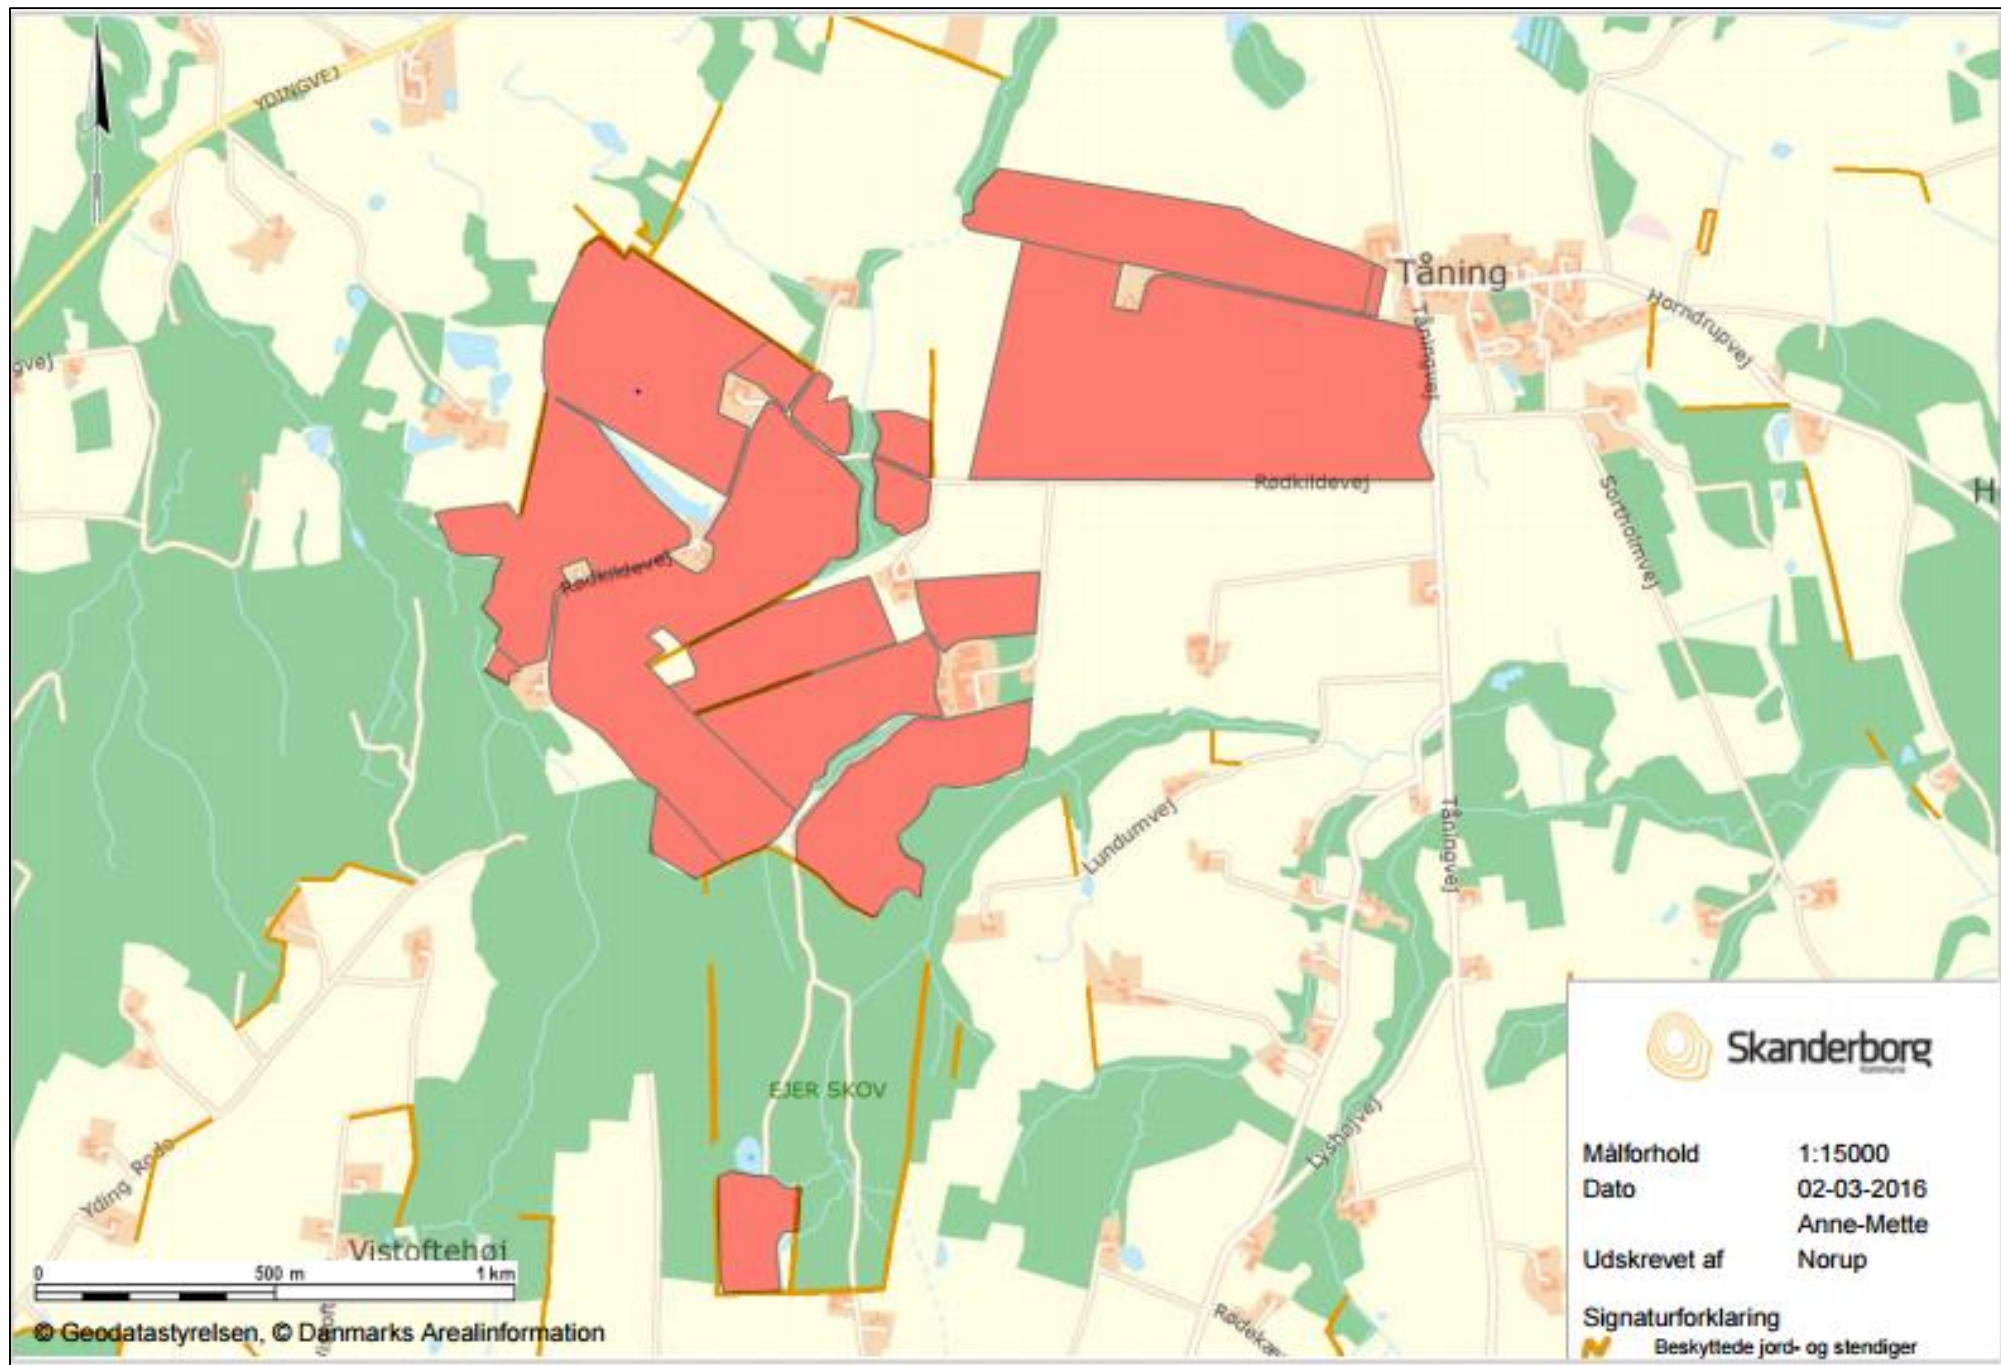 YDINGVEJ
Tåning
Horndrupvej
Tåningvej
gvej
Rødkildevej
H
Sortholmvej
Rødkildevej
Lundumvej
Tåningvej
EJER SKOV
Lyshøjvej
Yding Rode
Vistoftehøj
0 500 m 1 km
© Geodatastyrelsen, © Danmarks Arealinformation
Skanderborg
Kommune
Målforhold 1:15000
Dato 02-03-2016
Anne-Mette
Udskrevet af Norup
Signaturforklaring
Beskyttede jord- og stendiger